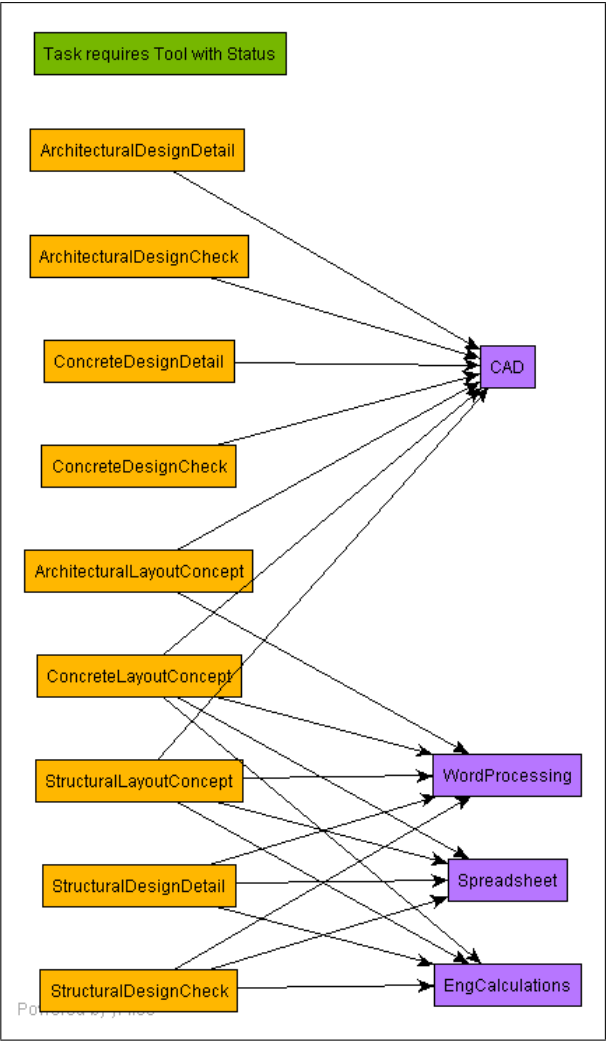 Task requires Tool with Status
ArchitecturalDesignDetail
ArchitecturalDesignCheck
CAD
ConcreteDesignDetail
ConcreteDesignCheck
ArchitecturalLayoutConcept
ConcreteLayoutConcept
StructuralLayoutConcept
WordProcessing
StructuralDesignDetail
Spreadsheet
StructuralDesignCheck
EngCalculations